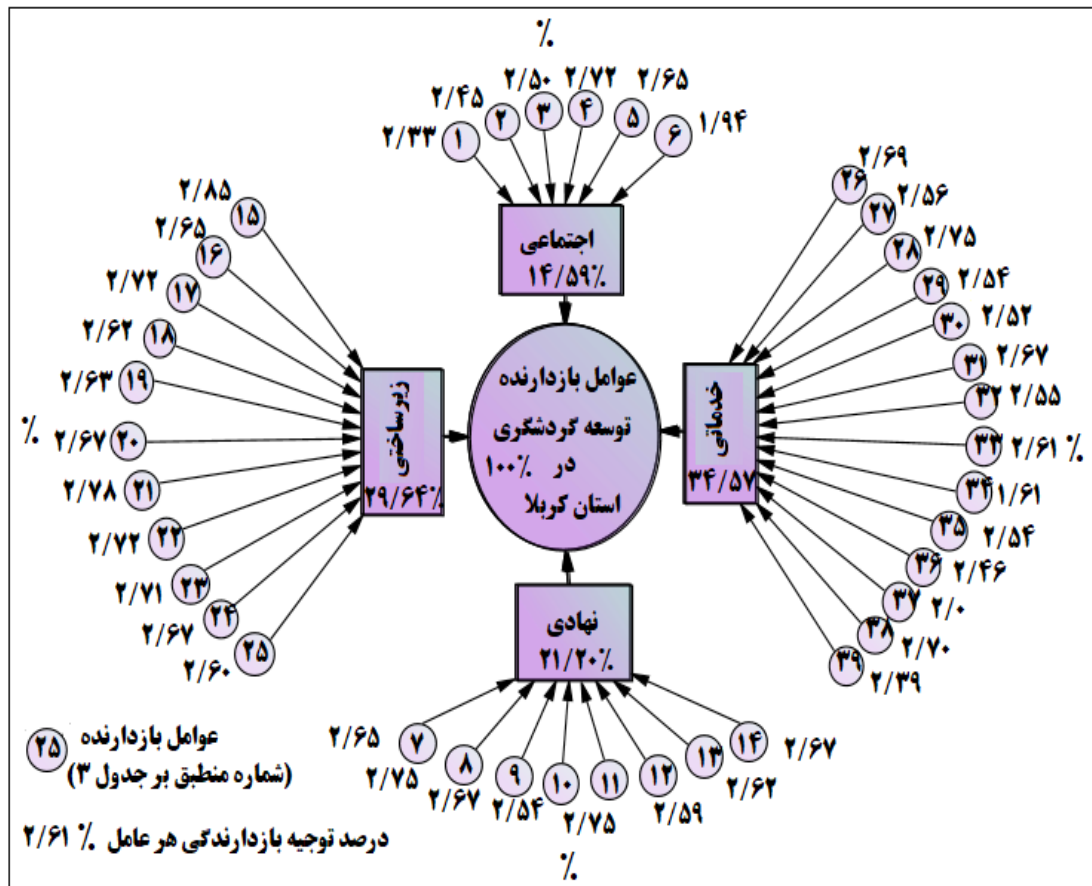 %
۲/۳۳ ۲/۴۵ ۲/۵۰ ۲/۷۲ ۲/۶۵ ۱/۹۴
۱ ۲ ۳ ۴ ۵ ۶
اجتماعی
۱۴/۵۹%
۲/۸۵ ۱۵
۲/۶۵ ۱۶
۲/۷۲ ۱۷
۲/۶۲ ۱۸
۲/۶۳ ۱۹
%
۲/۶۷ ۲۰
۲/۷۸ ۲۱
۲/۷۲ ۲۲
۲/۷۱ ۲۳
۲/۶۷ ۲۴
۲/۶۰ ۲۵
زیرساختی
۲۹/۶۴%
عوامل بازدارنده
توسعه گردشگری
در ۱۰۰%
استان کربلا
خدماتی
۳۴/۵۷
۲۶ ۲/۶۹
۲۷ ۲/۵۶
۲۸ ۲/۷۵
۲۹ ۲/۵۴
۳۰ ۲/۵۲
۳۱ ۲/۶۷
۳۲ ۲/۵۵
۳۳ ۲/۶۱ %
۳۴ ۱/۶۱
۳۵ ۲/۵۴
۳۶ ۲/۴۶
۳۷ ۲/۰
۳۸ ۲/۷۰
۳۹ ۲/۳۹
نهادی
۲۱/۲۰%
۷ ۸ ۹ ۱۰ ۱۱ ۱۲ ۱۳ ۱۴
۲/۶۵ ۲/۷۵ ۲/۶۷ ۲/۵۴ ۲/۷۵ ۲/۵۹ ۲/۶۲ ۲/۶۷
%
۲۵ عوامل بازدارنده
(شماره منطبق بر جدول ۳)
۲/۶۱ % درصد توجیه بازدارندگی هر عامل